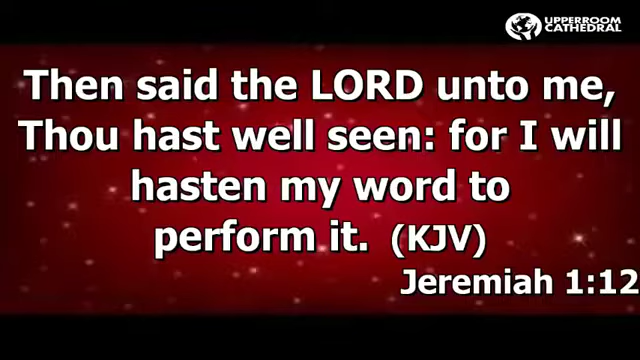 UPPERROOM
CATHEDRAL
Then said the LORD unto me,
Thou hast well seen: for I will
hasten my word to
perform it. (KJV)
Jeremiah 1:12